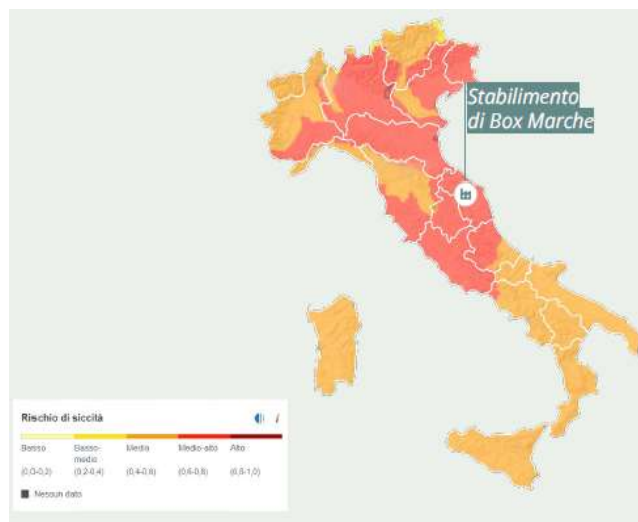 Stabilimento
di Box Marche
Rischio di siccità
Basso Basso-medio Medio Medio-alto Alto
(0,0-0,2) (0,2-0,4) (0,4-0,6) (0,6-0,8) (0,8-1,0)
Nessun dato